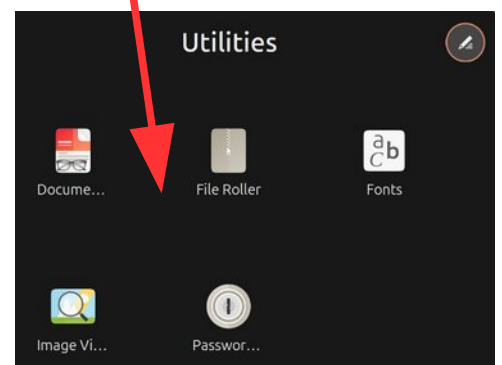 Utilities
Docume...
File Roller
a b
C
Fonts
Image Vi...
Passwor...